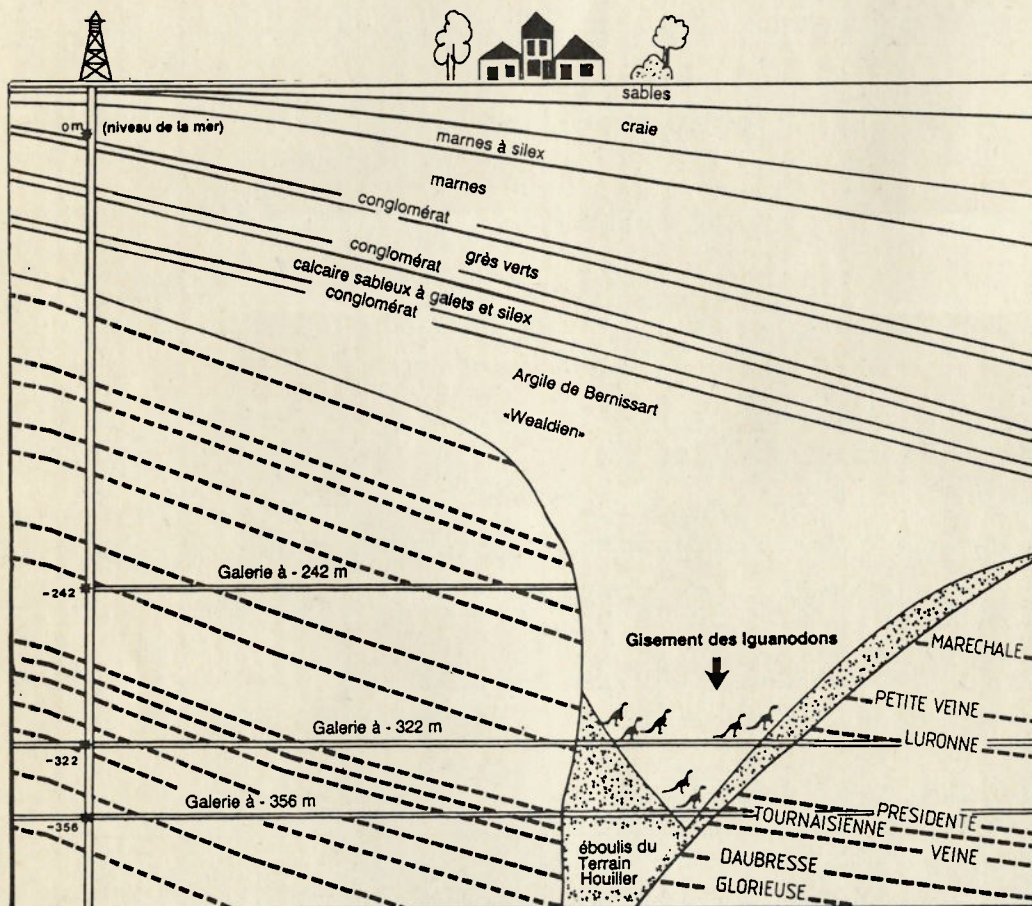 sables
0 m (niveau de la mer)
craie
marnes à silex
marnes
conglomérat
conglomérat
grès verts
calcaire sableux à galets et silex
conglomérat
Argile de Bernissart
«Wealdien»
Galerie à - 242 m
-242
Gisement des Iguanodons
MARECHALE
PETITE VEINE
Galerie à - 322 m
LURONNE
-322
Galerie à - 356 m
PRESIDENTE
TOURNAISIENNE
-356
VEINE
éboulis du
Terrain
Houiller
DAUBRESSE
GLORIEUSE